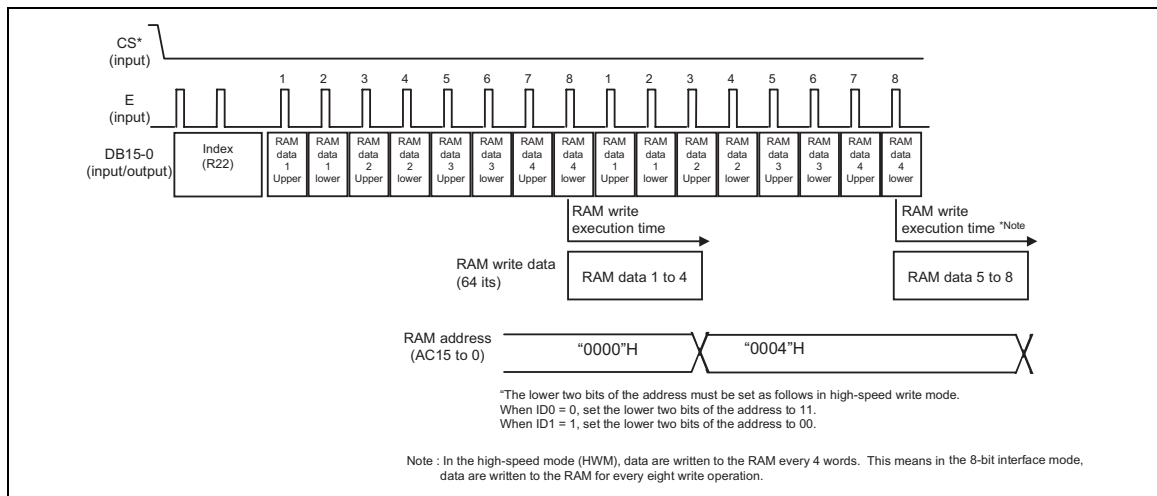 CS*
(input)
1 2 3 4 5 6 7 8 1 2 3 4 5 6 7 8
E
(input)
DB15-0
(input/output)
Index
(R22)
RAM data 1 Upper
RAM data 1 lower
RAM data 2 Upper
RAM data 2 lower
RAM data 3 Upper
RAM data 3 lower
RAM data 4 Upper
RAM data 4 lower
RAM data 1 Upper
RAM data 1 lower
RAM data 2 Upper
RAM data 2 lower
RAM data 3 Upper
RAM data 3 lower
RAM data 4 Upper
RAM data 4 lower
RAM write
execution time
RAM write
execution time *Note
RAM write data
(64 its)
RAM data 1 to 4
RAM data 5 to 8
RAM address
(AC15 to 0)
“0000”H
“0004”H
“The lower two bits of the address must be set as follows in high-speed write mode.
When ID0 = 0, set the lower two bits of the address to 11.
When ID1 = 1, set the lower two bits of the address to 00.
Note : In the high-speed mode (HWM), data are written to the RAM every 4 words. This means in the 8-bit interface mode,
data are written to the RAM for every eight write operation.